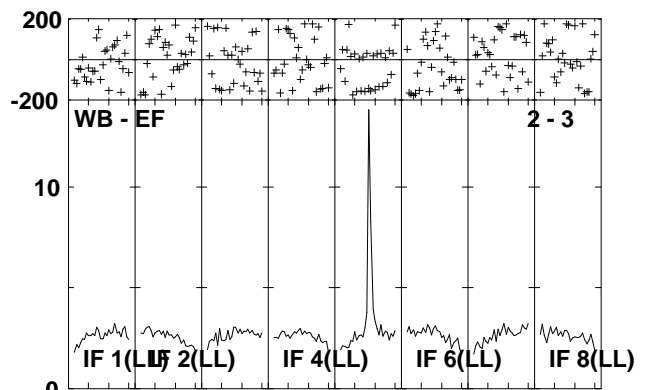 200
-200
WB - EF 2 - 3
10
IF 1(LL) IF 2(LL) IF 4(LL) IF 6(LL) IF 8(LL)
0